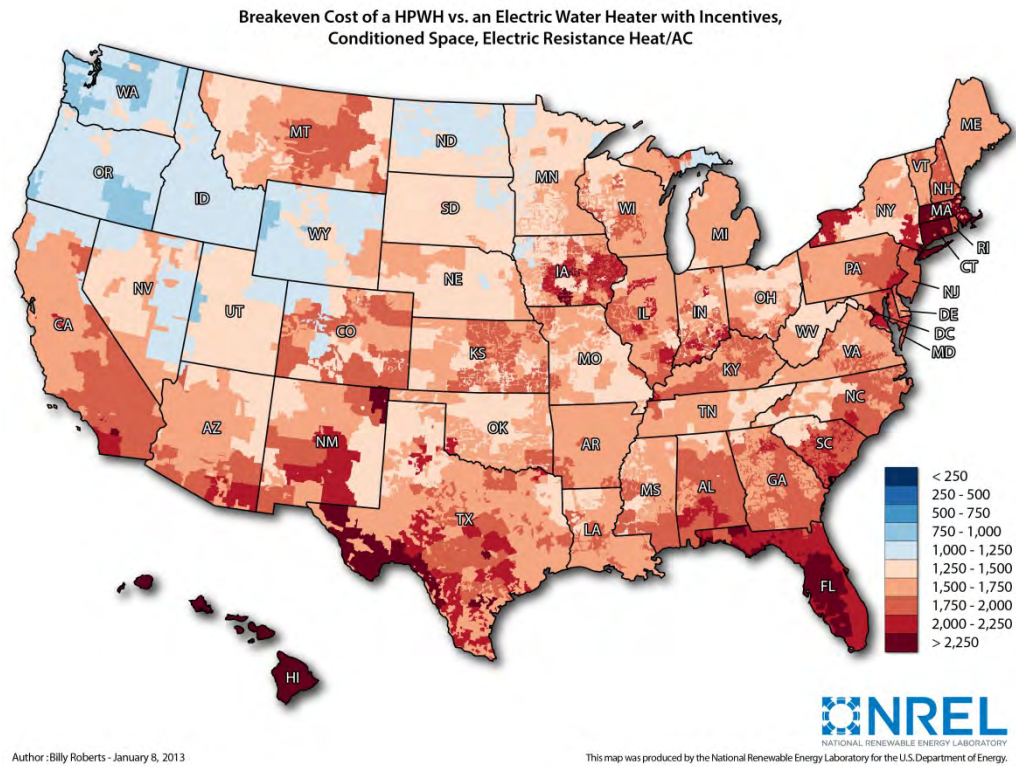 Breakeven Cost of a HPWH vs. an Electric Water Heater with Incentives,
Conditioned Space, Electric Resistance Heat/AC
WA
MT
ND
MN
ME
OR
ID
WY
SD
WI
MI
NY
VT
NH
MA
RI
CT
NV
UT
CO
NE
IA
IL
IN
OH
PA
NJ
DE
DC
MD
CA
KS
MO
KY
WV
VA
AZ
NM
OK
AR
TN
NC
SC
TX
LA
MS
AL
GA
FL
HI
< 250
250 - 500
500 - 750
750 - 1,000
1,000 - 1,250
1,250 - 1,500
1,500 - 1,750
1,750 - 2,000
2,000 - 2,250
> 2,250
NREL
NATIONAL RENEWABLE ENERGY LABORATORY
Author : Billy Roberts - January 8, 2013
This map was produced by the National Renewable Energy Laboratory for the U.S. Department of Energy.